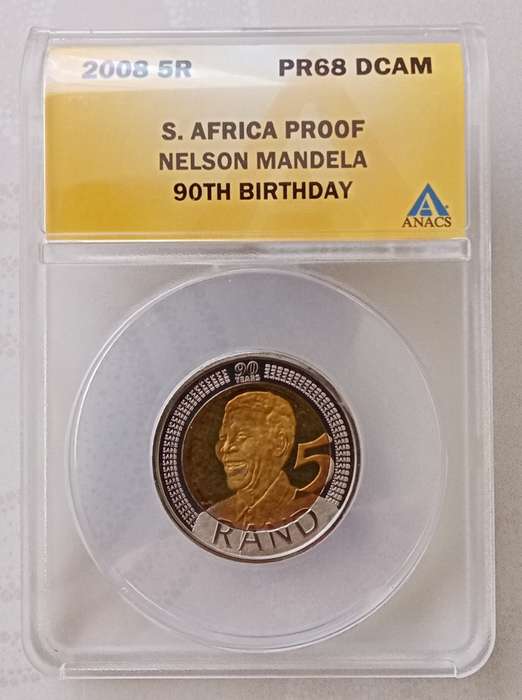 2008 5R PR68 DCAM
S. AFRICA PROOF
NELSON MANDELA
90TH BIRTHDAY
ANACS
90
YEARS
5
RAND